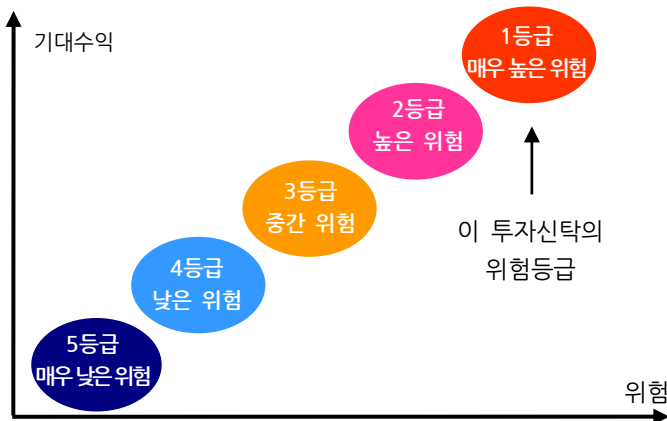 기대수익
1등급
매우 높은 위험
2등급
높은 위험
3등급
중간 위험
이 투자신탁의
위험등급
4등급
낮은 위험
5등급
매우 낮은 위험
위험